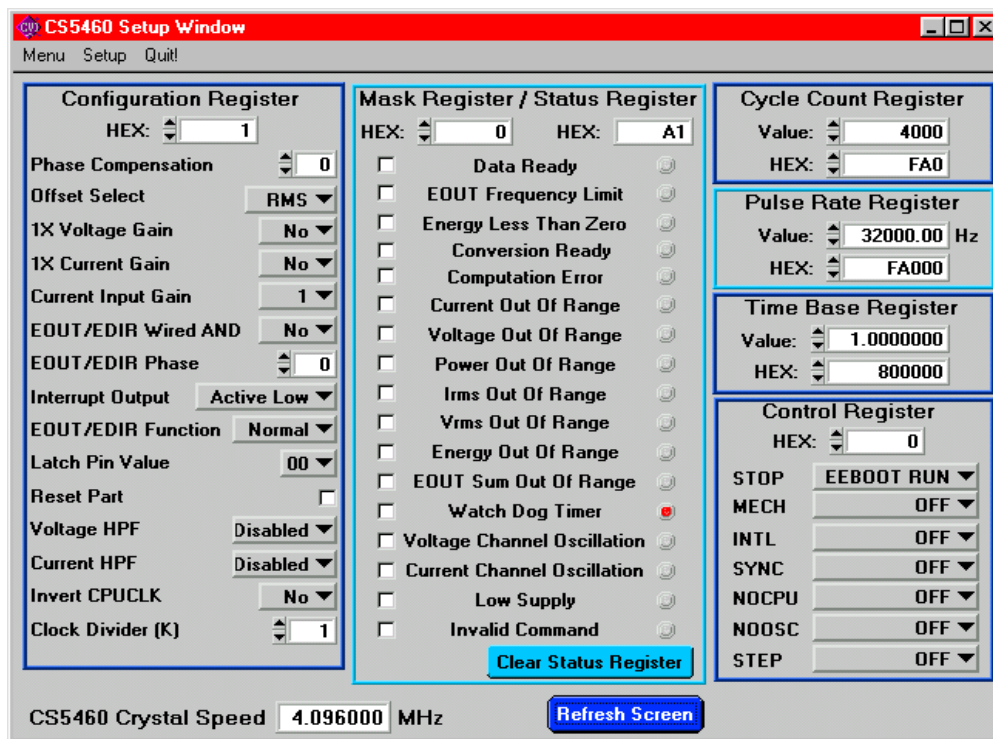 CVI CS5460 Setup Window
Menu Setup Quit!
Configuration Register
HEX: 1
Phase Compensation 0
Offset Select RMS
1X Voltage Gain No
1X Current Gain No
Current Input Gain 1
EOUT/EDIR Wired AND No
EOUT/EDIR Phase 0
Interrupt Output Active Low
EOUT/EDIR Function Normal
Latch Pin Value 00
Reset Part
Voltage HPF Disabled
Current HPF Disabled
Invert CPUCLK No
Clock Divider (K) 1
Mask Register / Status Register
HEX: 0 HEX: A1
Data Ready
EOUT Frequency Limit
Energy Less Than Zero
Conversion Ready
Computation Error
Current Out Of Range
Voltage Out Of Range
Power Out Of Range
Irms Out Of Range
Vrms Out Of Range
Energy Out Of Range
EOUT Sum Out Of Range
Watch Dog Timer
Voltage Channel Oscillation
Current Channel Oscillation
Low Supply
Invalid Command
Clear Status Register
Cycle Count Register
Value: 4000
HEX: FA0
Pulse Rate Register
Value: 32000.00 Hz
HEX: FA000
Time Base Register
Value: 1.0000000
HEX: 800000
Control Register
HEX: 0
STOP EEBOOT RUN
MECH OFF
INTL OFF
SYNC OFF
NOCPU OFF
NOOSC OFF
STEP OFF
CS5460 Crystal Speed 4.096000 MHz
Refresh Screen